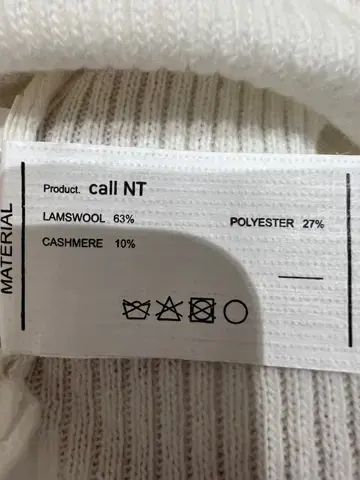 MATERIAL
Product. call NT
LAMSWOOL 63% POLYESTER 27%
CASHMERE 10%